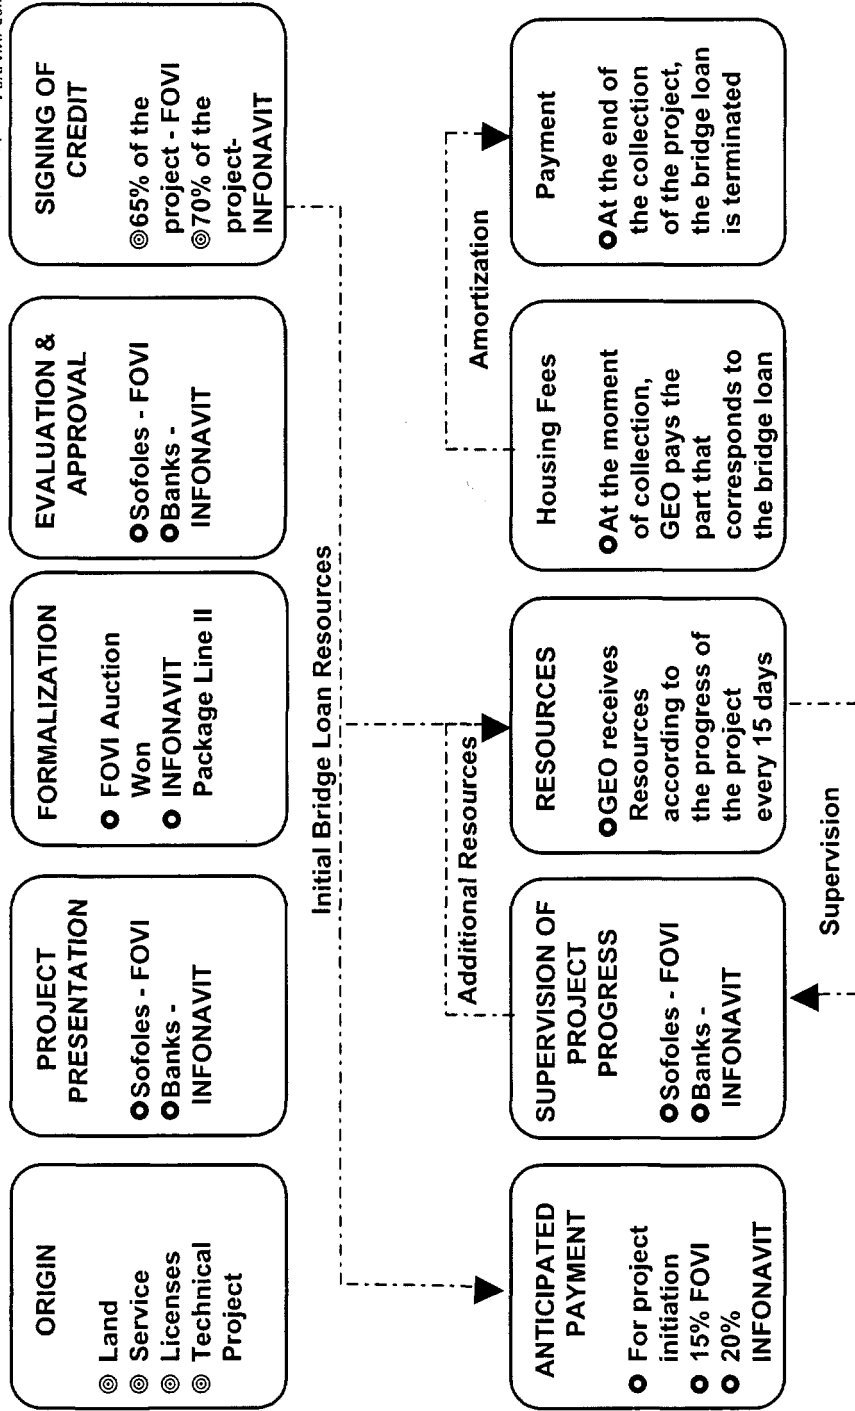 ORIGIN
◎ Land
◎ Service
◎ Licenses
◎ Technical
Project
PROJECT
PRESENTATION
Sofoles - FOVI
Banks -
INFONAVIT
FORMALIZATION
FOVI Auction
Won
INFONAVIT
Package Line II
EVALUATION &
APPROVAL
Sofoles - FOVI
Banks -
INFONAVIT
SIGNING OF
CREDIT
◎65% of the
project - FOVI
◎70% of the
project-
INFONAVIT
Initial Bridge Loan Resources
ANTICIPATED
PAYMENT
For project
initiation
15% FOVI
20%
INFONAVIT
Additional Resources
SUPERVISION OF
PROJECT
PROGRESS
Sofoles - FOVI
Banks -
INFONAVIT
RESOURCES
GEO receives
Resources
according to
the progress of
the project
every 15 days
Supervision
Amortization
Housing Fees
At the moment
of collection,
GEO pays the
part that
corresponds to
the bridge loan
Payment
At the end of
the collection
of the project,
the bridge loan
is terminated